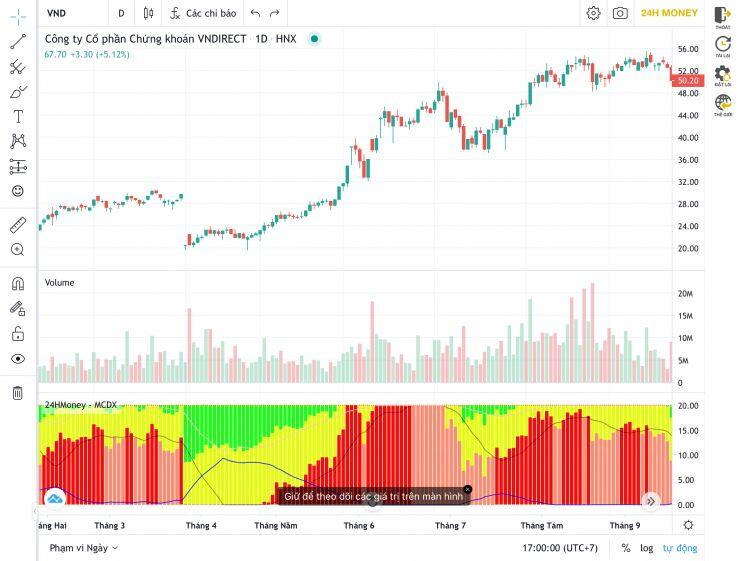 VND
D
Các chỉ báo
24H MONEY
THOÁT
TẢI LẠI
ĐẶT LẠI
THẾ GIỚI
Công ty Cổ phần Chứng khoán VNDIRECT · 1D · HNX
67.70 +3.30 (+5.12%)
56.00
52.00
50.20
48.00
44.00
40.00
36.00
32.00
28.00
24.00
20.00
Volume
20M
15M
10M
5M
0
24HMoney - MCDX
20.00
15.00
10.00
5.00
0.00
Giữ để theo dõi các giá trị trên màn hình
áng Hai
Tháng 3
Tháng 4
Tháng Năm
Tháng 6
Tháng 7
Tháng Tám
Tháng 9
Phạm vi Ngày
17:00:00 (UTC+7)
%
log
tự động